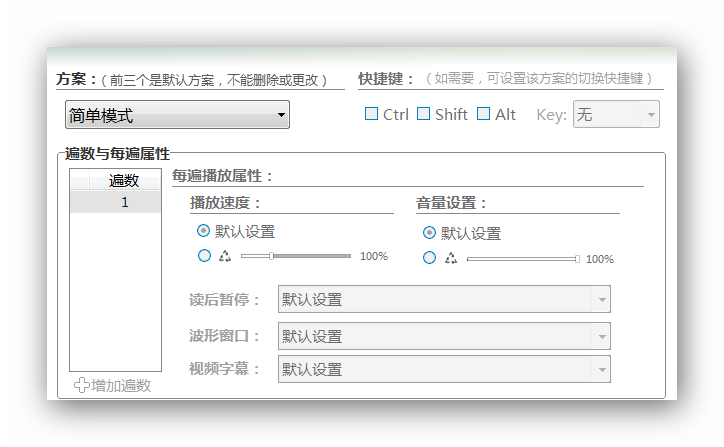 方案：（前三个是默认方案，不能删除或更改）
快捷键：（如需要，可设置该方案的切换快捷键）
简单模式
Ctrl Shift Alt Key: 无
遍数与每遍属性
遍数
1
增加遍数
每遍播放属性：
播放速度：
默认设置
100%
音量设置：
默认设置
100%
读后暂停： 默认设置
波形窗口： 默认设置
视频字幕： 默认设置